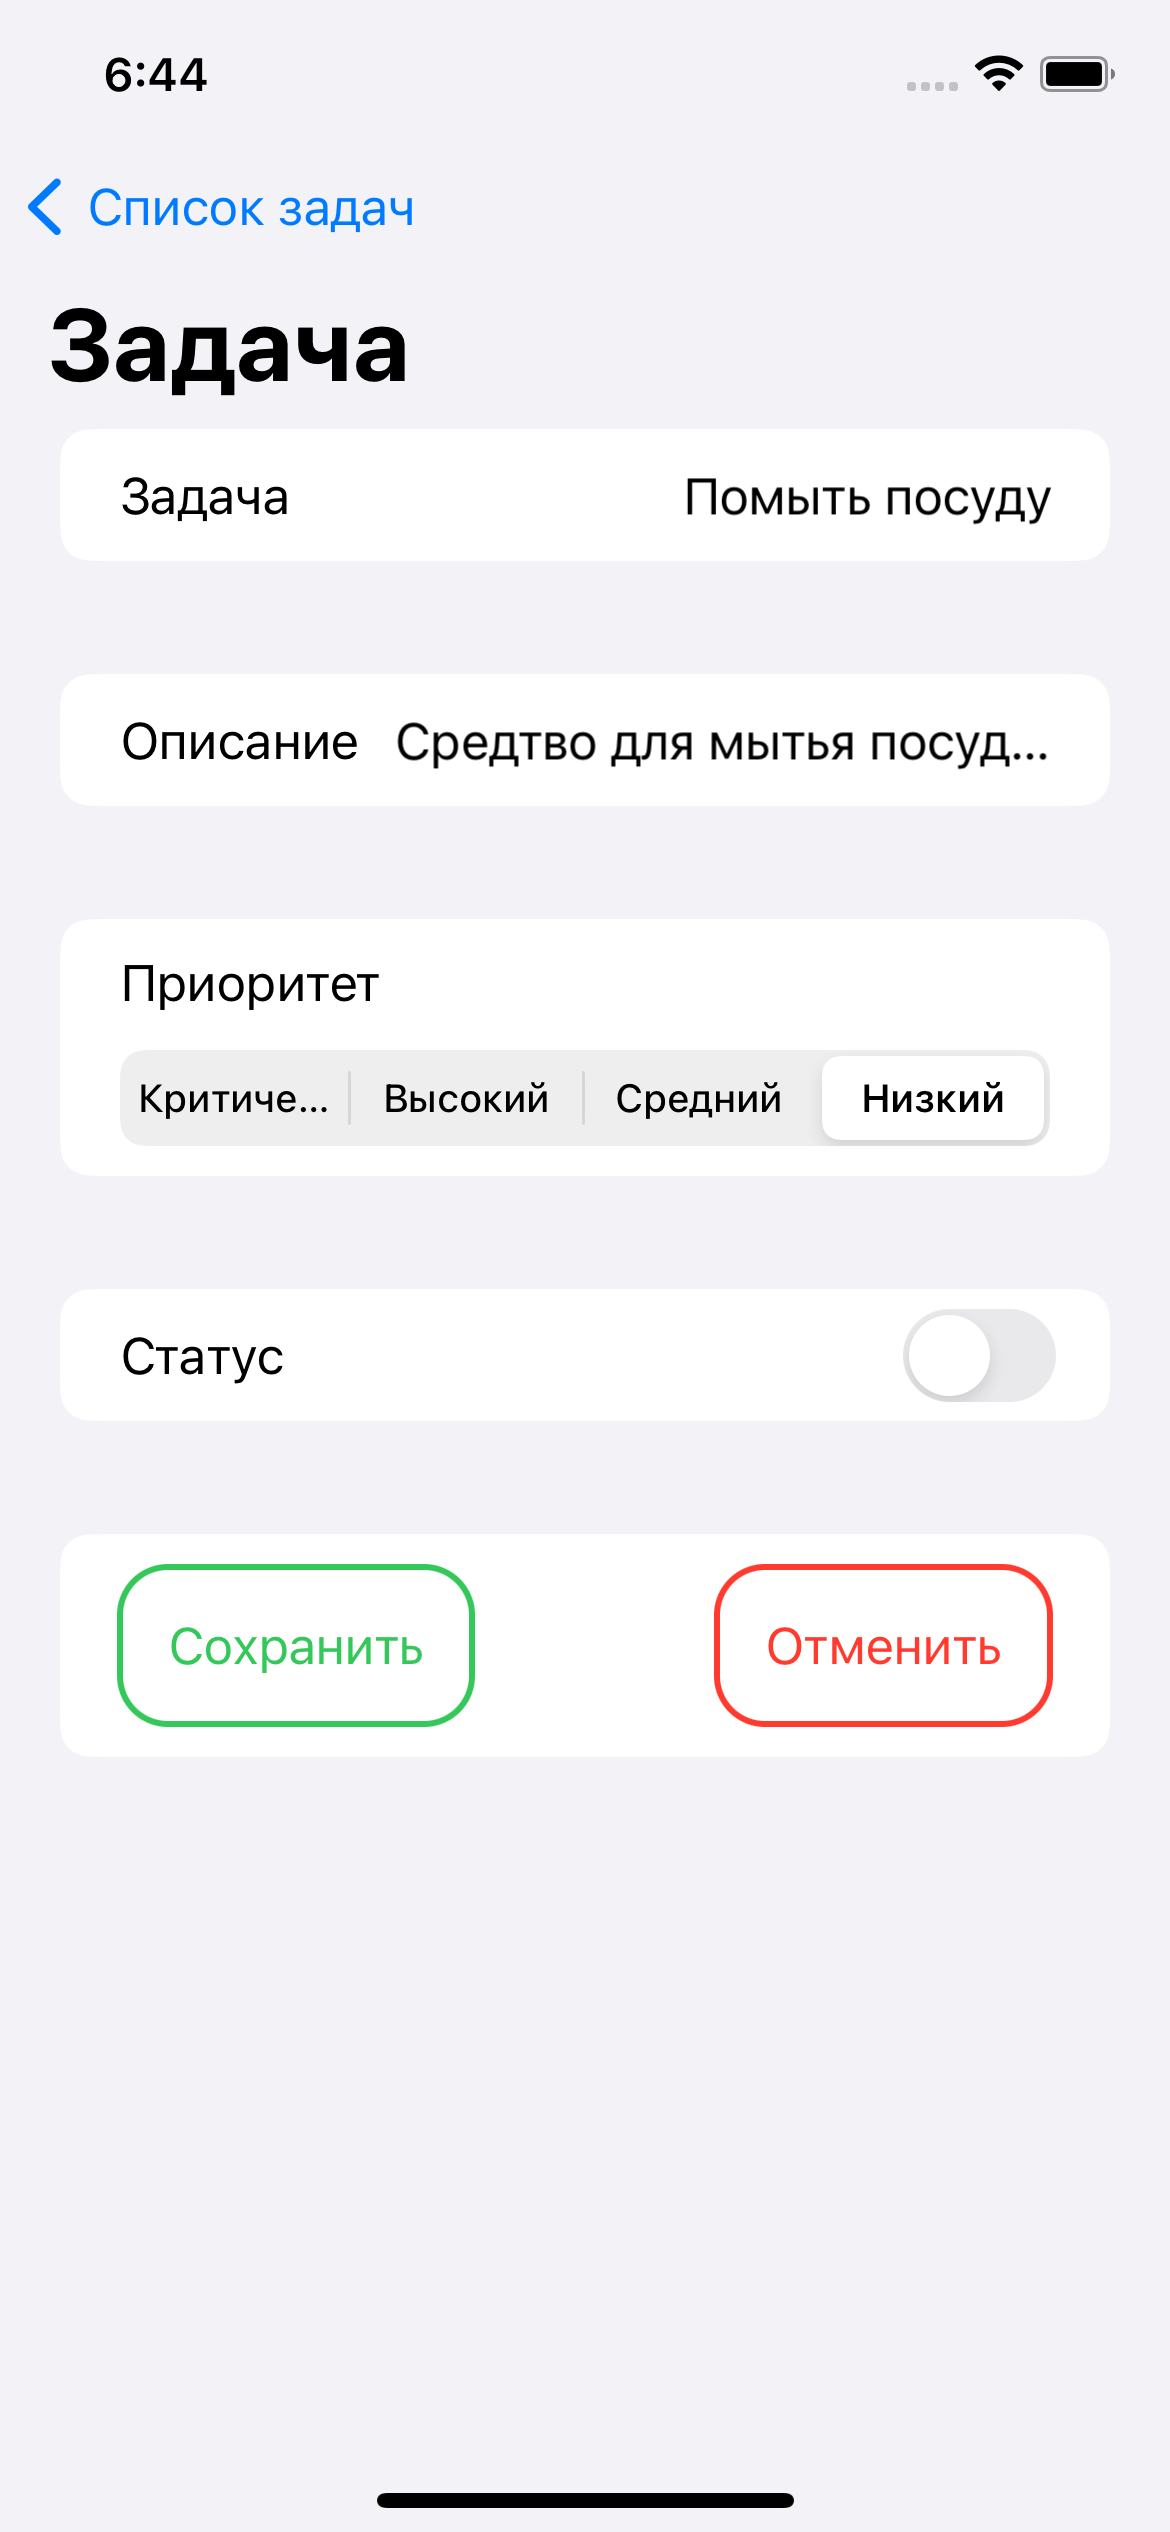 6:44
Список задач
Задача
Задача Помыть посуду
Описание Средтво для мытья посуд...
Приоритет
Критиче... Высокий Средний Низкий
Статус
Сохранить Отменить